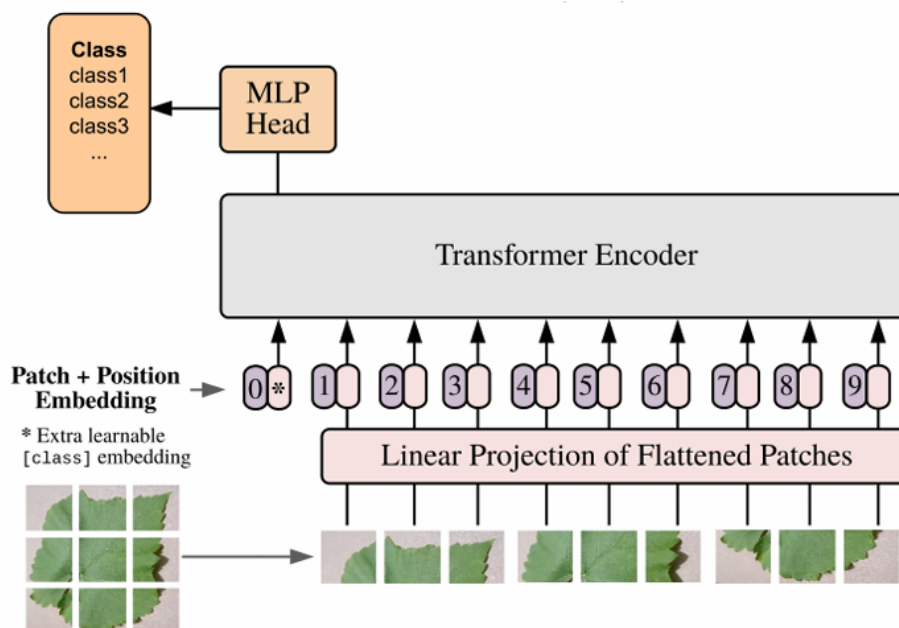 Class
class1
class2
class3
...
MLP
Head
Transformer Encoder
Patch + Position
Embedding
0 * 1 2 3 4 5 6 7 8 9
* Extra learnable
[class] embedding
Linear Projection of Flattened Patches